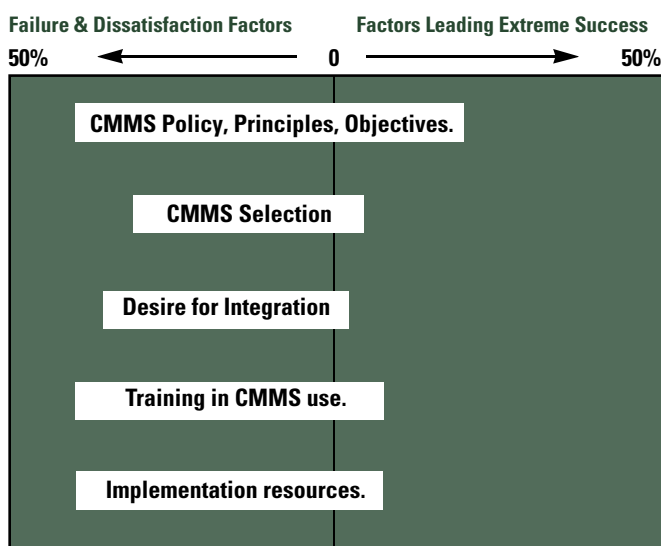 Failure & Dissatisfaction Factors Factors Leading Extreme Success
50% 0 50%
CMMS Policy, Principles, Objectives.
CMMS Selection
Desire for Integration
Training in CMMS use.
Implementation resources.